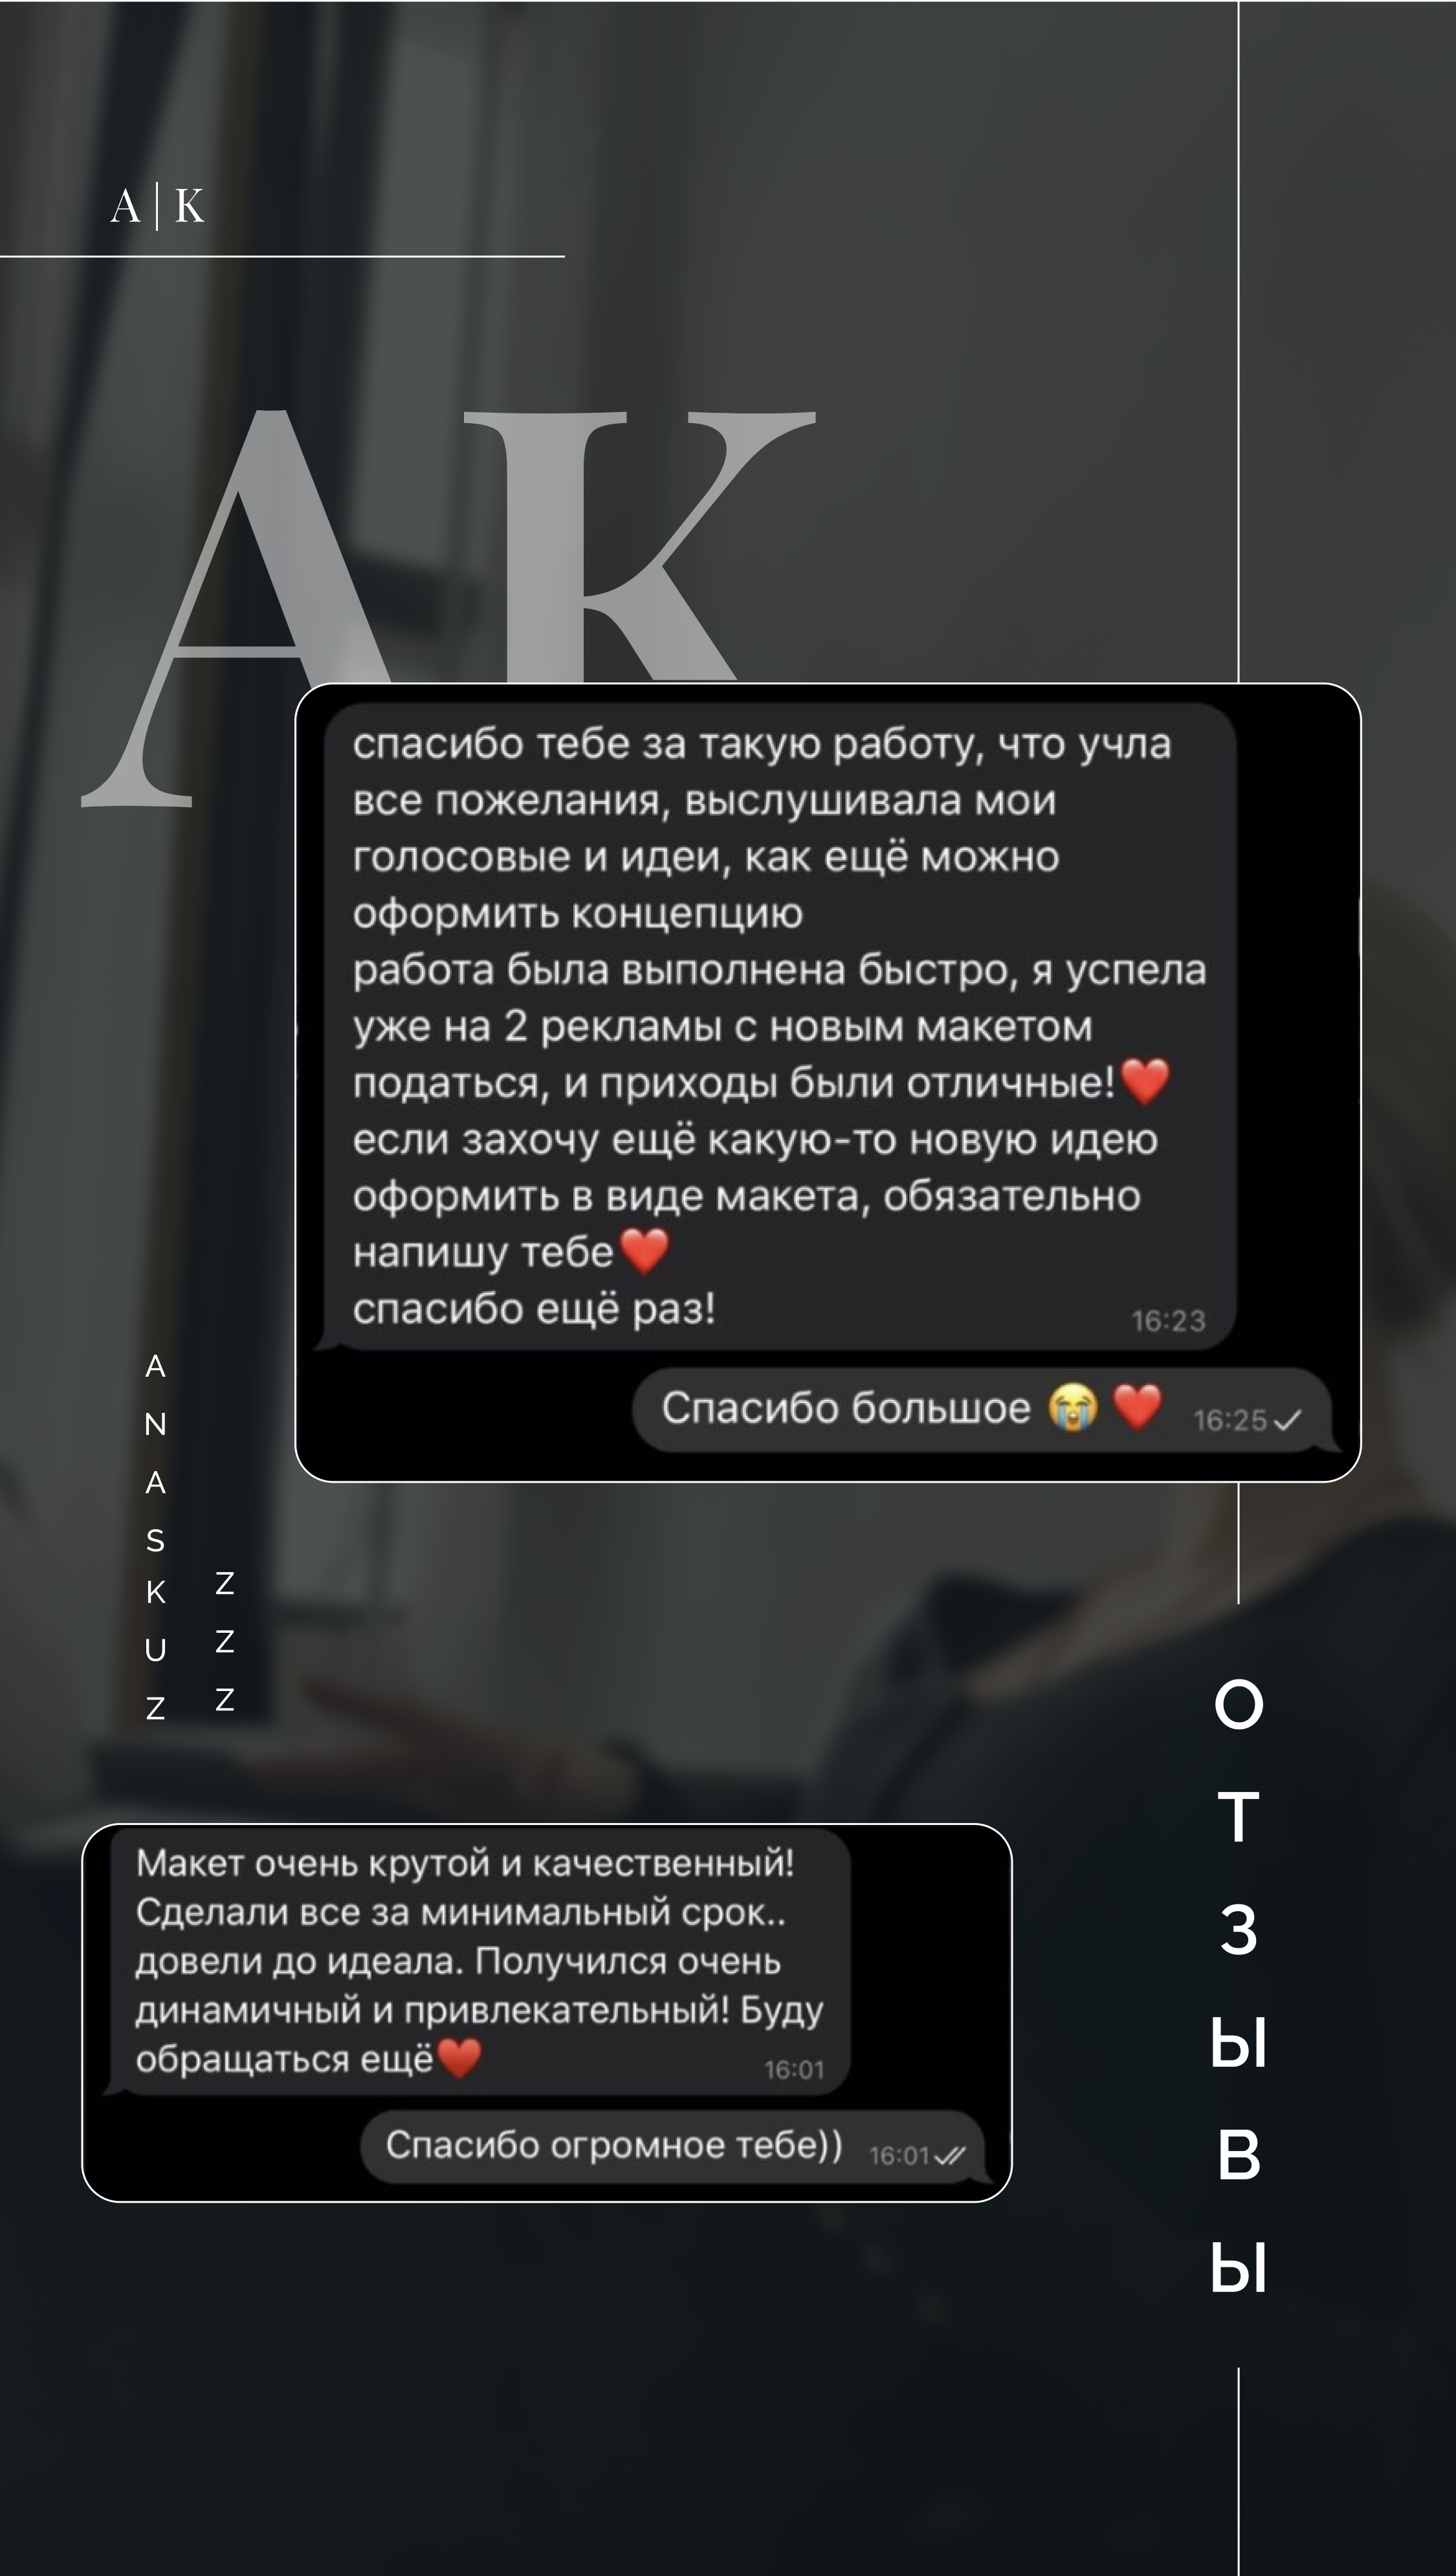 A|K
AK
спасибо тебе за такую работу, что учла
все пожелания, выслушивала мои
голосовые и идеи, как ещё можно
оформить концепцию
работа была выполнена быстро, я успела
уже на 2 рекламы с новым макетом
податься, и приходы были отличные!❤️
если захочу ещё какую-то новую идею
оформить в виде макета, обязательно
напишу тебе❤️
спасибо ещё раз!
16:23
Спасибо большое 😭 ❤️ 16:25
ANASKUZ
ZZZ
Макет очень крутой и качественный!
Сделали все за минимальный срок..
довели до идеала. Получился очень
динамичный и привлекательный! Буду
обращаться ещё❤️
16:01
Спасибо огромное тебе)) 16:01
ОТЗЫВЫ